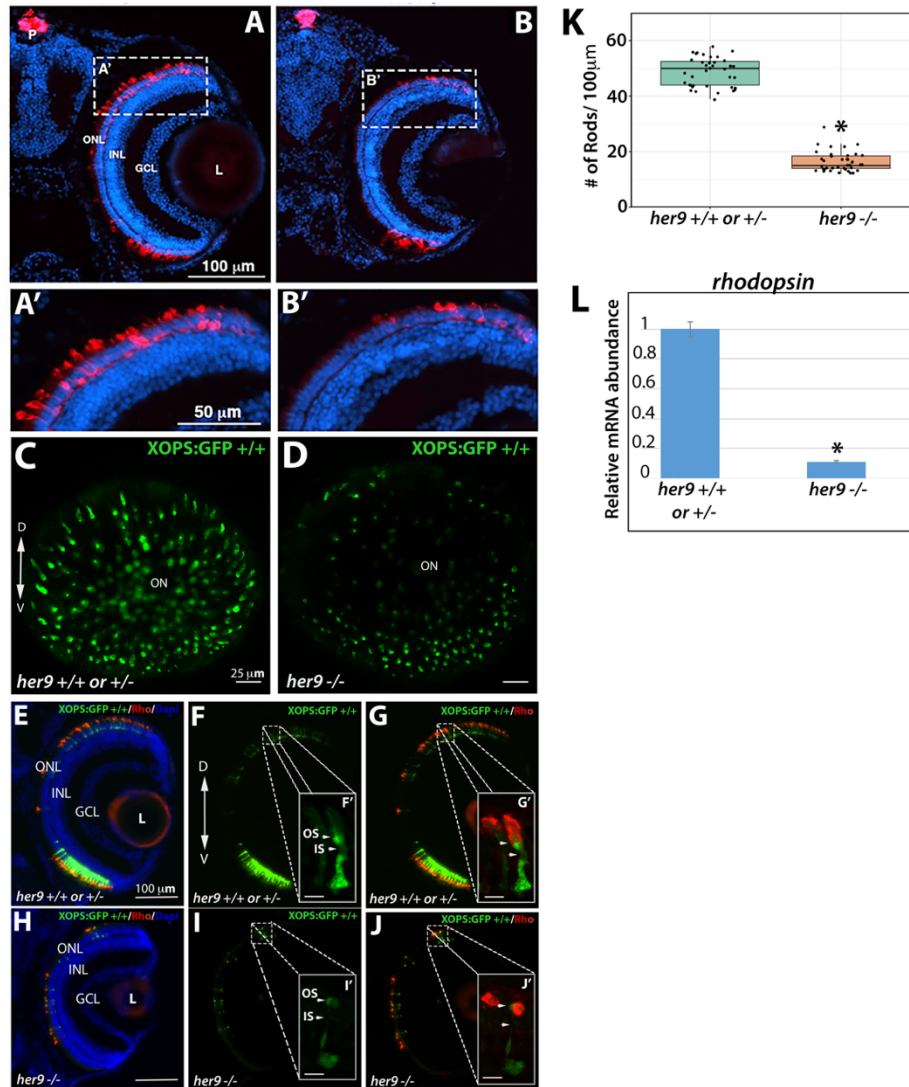 A
P
A'
ONL
INL
GCL
L
100 μm
B
B'
A'
50 μm
B'
C
XOPS:GFP +/+
D
V
ON
25 μm
her9 +/+ or +/-
D
XOPS:GFP +/+
ON
her9 -/-
E
XOPS:GFP +/+/Rho/Dapi
ONL
INL
GCL
L
100 μm
her9 +/+ or +/-
F
XOPS:GFP +/+
D
V
F'
OS
IS
her9 +/+ or +/-
G
XOPS:GFP +/+/Rho
G'
her9 +/+ or +/-
H
XOPS:GFP +/+/Rho/Dapi
ONL
INL
GCL
L
her9 -/-
I
XOPS:GFP +/+
I'
OS
IS
her9 -/-
J
XOPS:GFP +/+/Rho
J'
her9 -/-
K
# of Rods/ 100μm
60
40
20
0
*
her9 +/+ or +/-
her9 -/-
L
rhodopsin
Relative mRNA abundance
1
0.8
0.6
0.4
0.2
0
*
her9 +/+
or +/-
her9 -/-